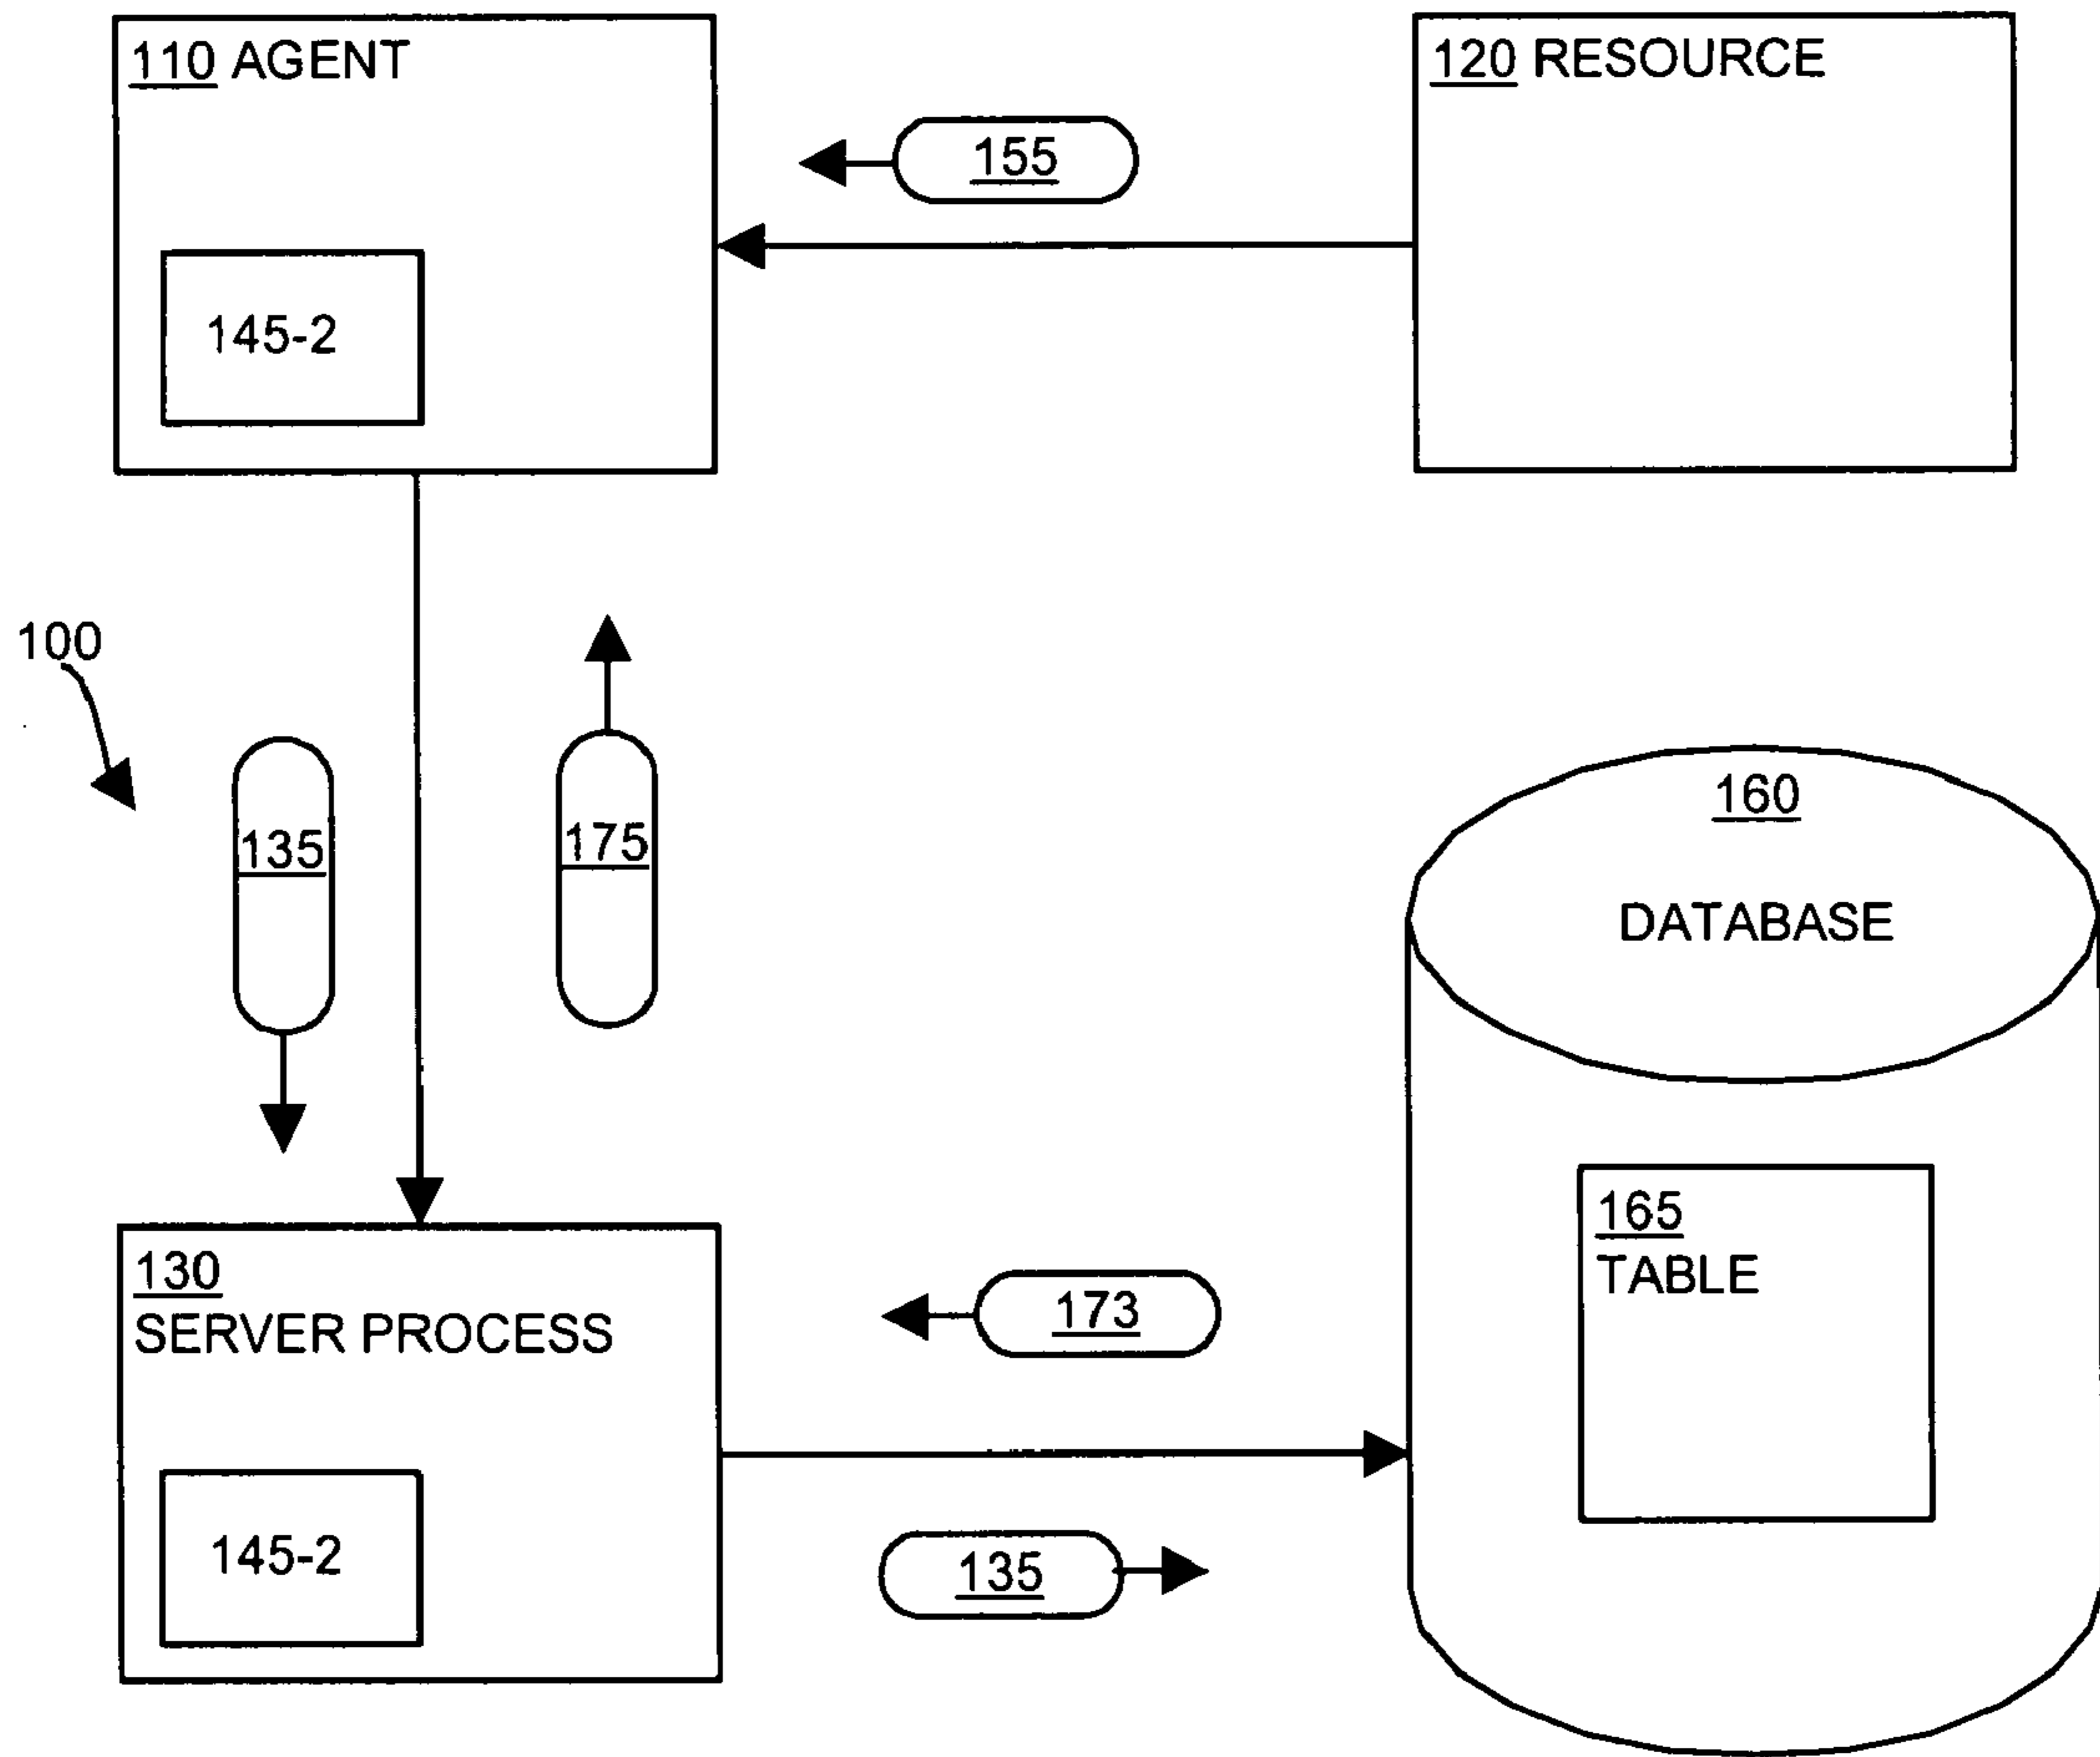 110 AGENT
120 RESOURCE
155
145-2
100
135
175
160
DATABASE
165
TABLE
130
SERVER PROCESS
173
145-2
135